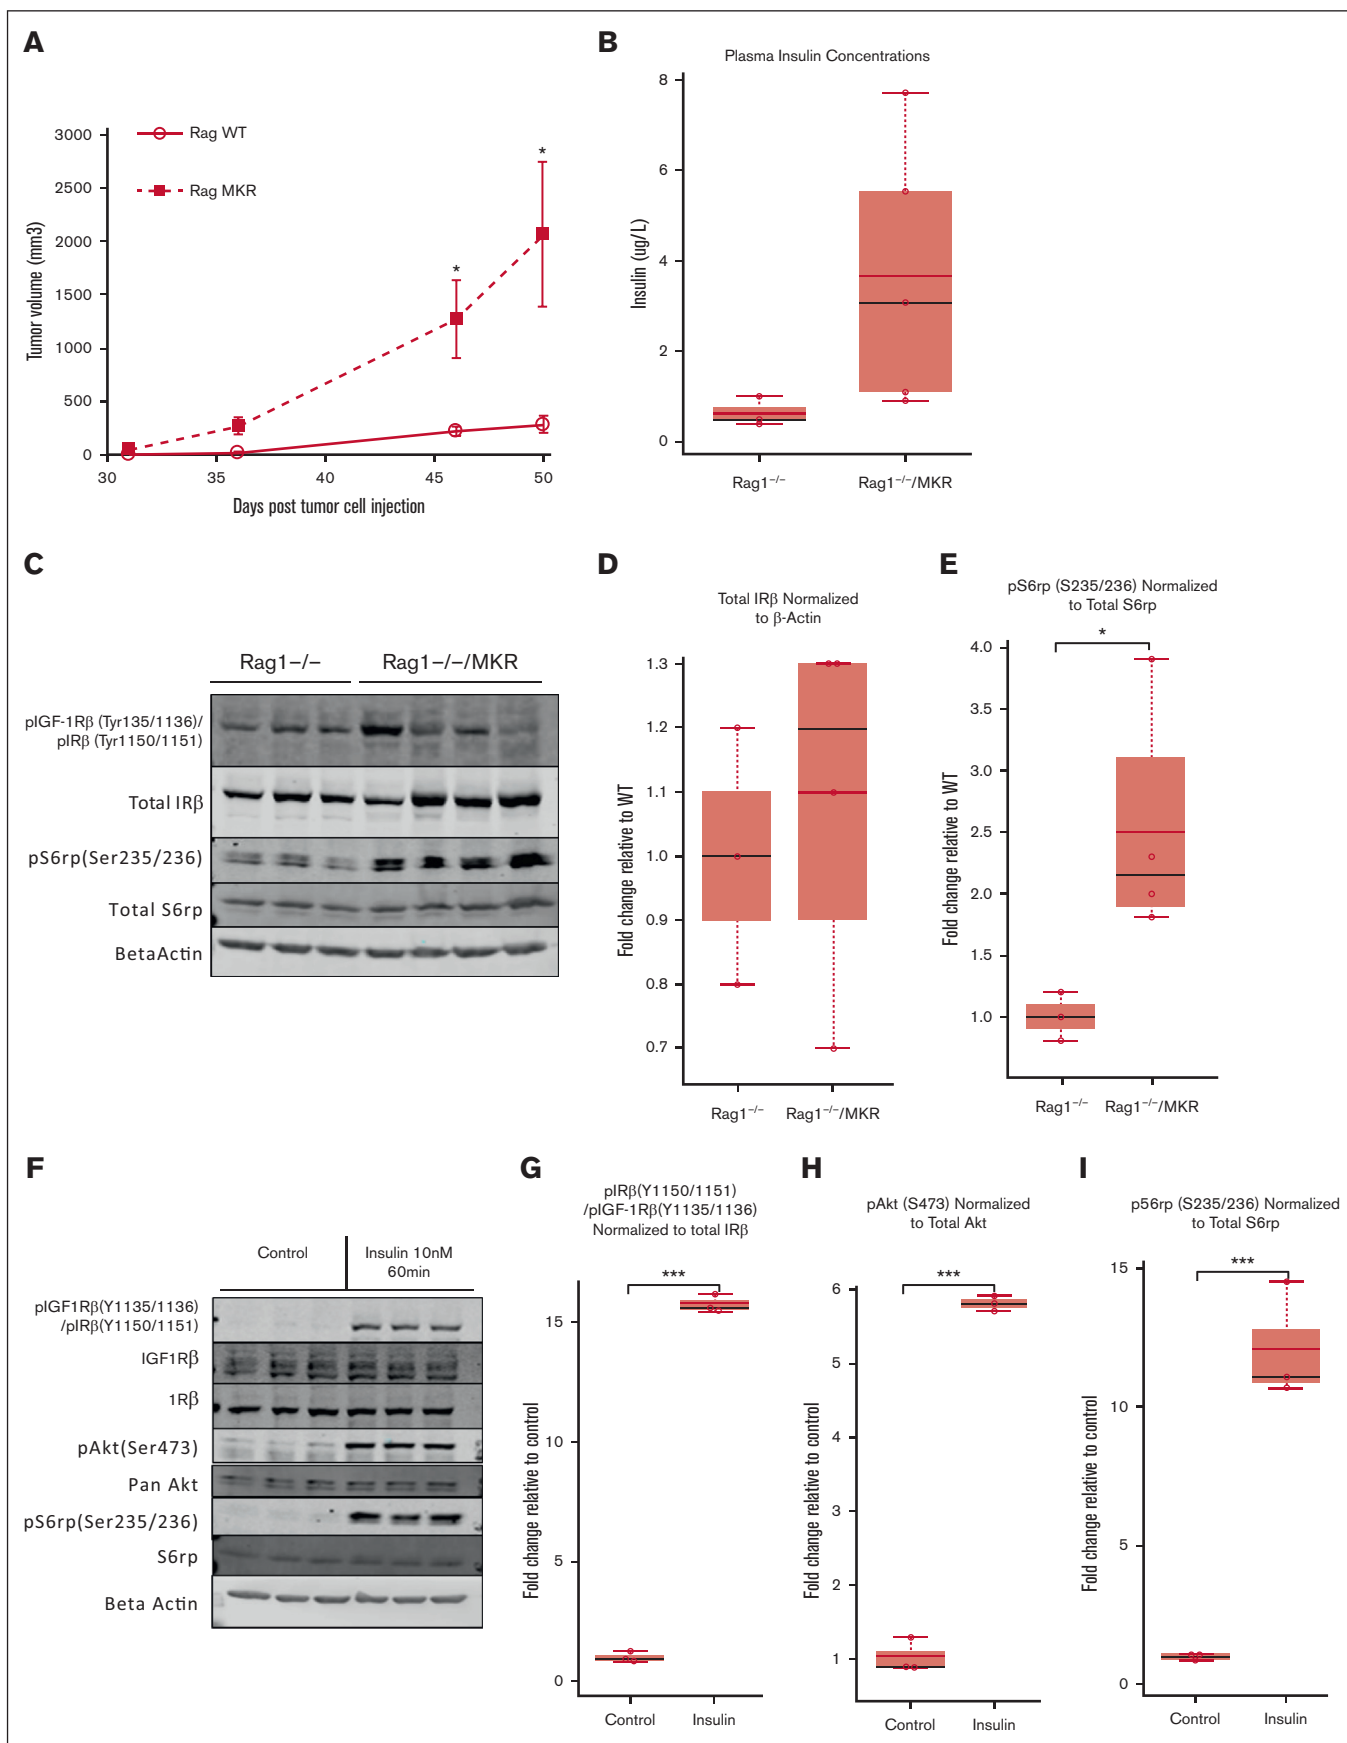 A
Rag WT
Rag MKR
3000
2500
2000
1500
1000
500
0
Tumor volume (mm3)
*
*
30
35
40
45
50
Days post tumor cell injection
B
Plasma Insulin Concentrations
8
6
4
2
0
Insulin (ug/L)
Rag1−/−
Rag1−/−/MKR
C
Rag1−/−
Rag1−/−/MKR
pIGF-1Rβ (Tyr135/1136)/
pIRβ (Tyr1150/1151)
Total IRβ
pS6rp(Ser235/236)
Total S6rp
BetaActin
D
Total IRβ Normalized
to β-Actin
1.3
1.2
1.1
1.0
0.9
0.8
0.7
Fold change relative to WT
Rag1−/−
Rag1−/−/MKR
E
pS6rp (S235/236) Normalized
to Total S6rp
*
4.0
3.5
3.0
2.5
2.0
1.5
1.0
Fold change relative to WT
Rag1−/−
Rag1−/−/MKR
F
Control
Insulin 10nM
60min
pIGF1Rβ(Y1135/1136)
/pIRβ(Y1150/1151)
IGF1Rβ
1Rβ
pAkt(Ser473)
Pan Akt
pS6rp(Ser235/236)
S6rp
Beta Actin
G
pIRβ(Y1150/1151)
/pIGF-1Rβ(Y1135/1136)
Normalized to total IRβ
***
15
10
5
0
Fold change relative to control
Control
Insulin
H
pAkt (S473) Normalized
to Total Akt
***
6
5
4
3
2
1
Fold change relative to control
Control
Insulin
I
p56rp (S235/236) Normalized
to Total S6rp
***
15
10
5
0
Fold change relative to control
Control
Insulin